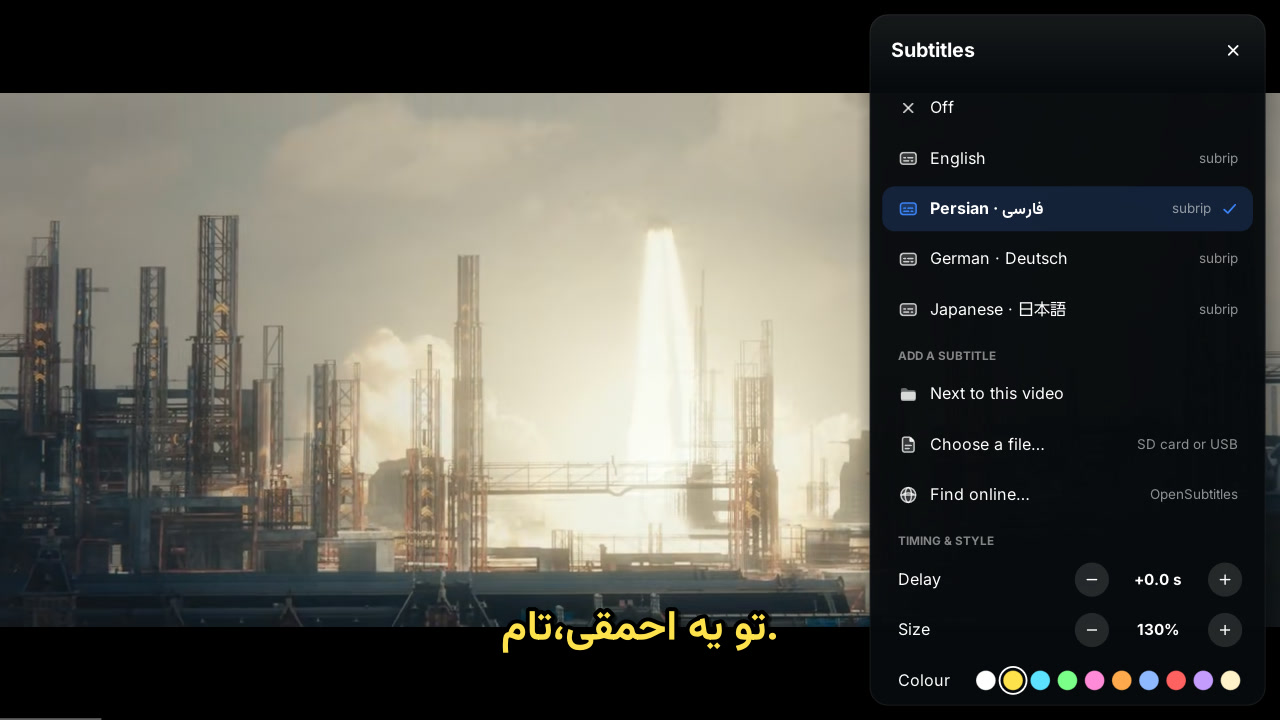 Subtitles
Off
English subrip
Persian · فارسی subrip
German · Deutsch subrip
Japanese · 日本語 subrip
ADD A SUBTITLE
Next to this video
Choose a file... SD card or USB
Find online... OpenSubtitles
TIMING & STYLE
Delay − +0.0 s +
Size − 130% +
Colour
.تو یه احمقی،تام